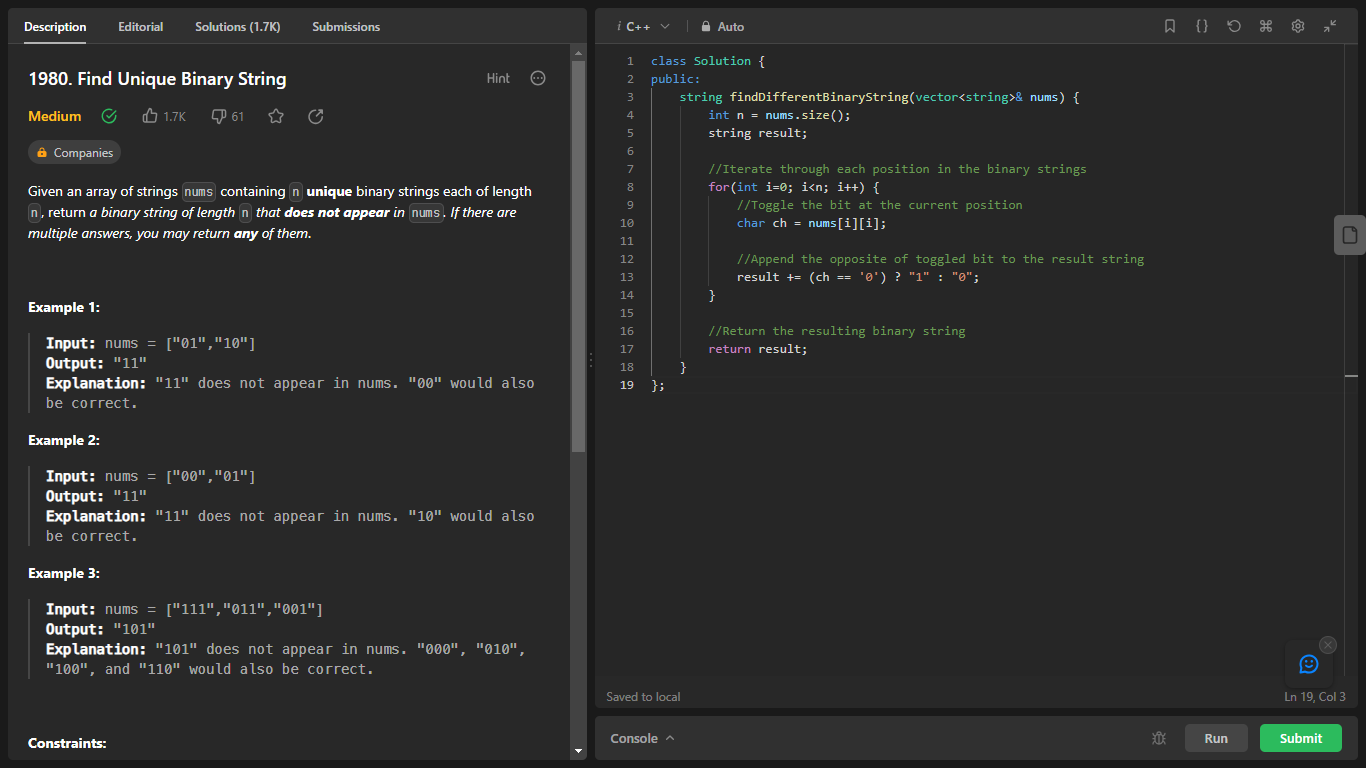 Description Editorial Solutions (1.7K) Submissions
1980. Find Unique Binary String
Hint
Medium 1.7K 61
Companies
Given an array of strings nums containing n unique binary strings each of length
n, return a binary string of length n that does not appear in nums. If there are
multiple answers, you may return any of them.
Example 1:
Input: nums = ["01","10"]
Output: "11"
Explanation: "11" does not appear in nums. "00" would also
be correct.
Example 2:
Input: nums = ["00","01"]
Output: "11"
Explanation: "11" does not appear in nums. "10" would also
be correct.
Example 3:
Input: nums = ["111","011","001"]
Output: "101"
Explanation: "101" does not appear in nums. "000", "010",
"100", and "110" would also be correct.
Constraints:
i C++ Auto
1 class Solution {
2 public:
3 string findDifferentBinaryString(vector<string>& nums) {
4 int n = nums.size();
5 string result;
6
7 //Iterate through each position in the binary strings
8 for(int i=0; i<n; i++) {
9 //Toggle the bit at the current position
10 char ch = nums[i][i];
11
12 //Append the opposite of toggled bit to the result string
13 result += (ch == '0') ? "1" : "0";
14 }
15
16 //Return the resulting binary string
17 return result;
18 }
19 };
Saved to local
Ln 19, Col 3
Console
Run
Submit